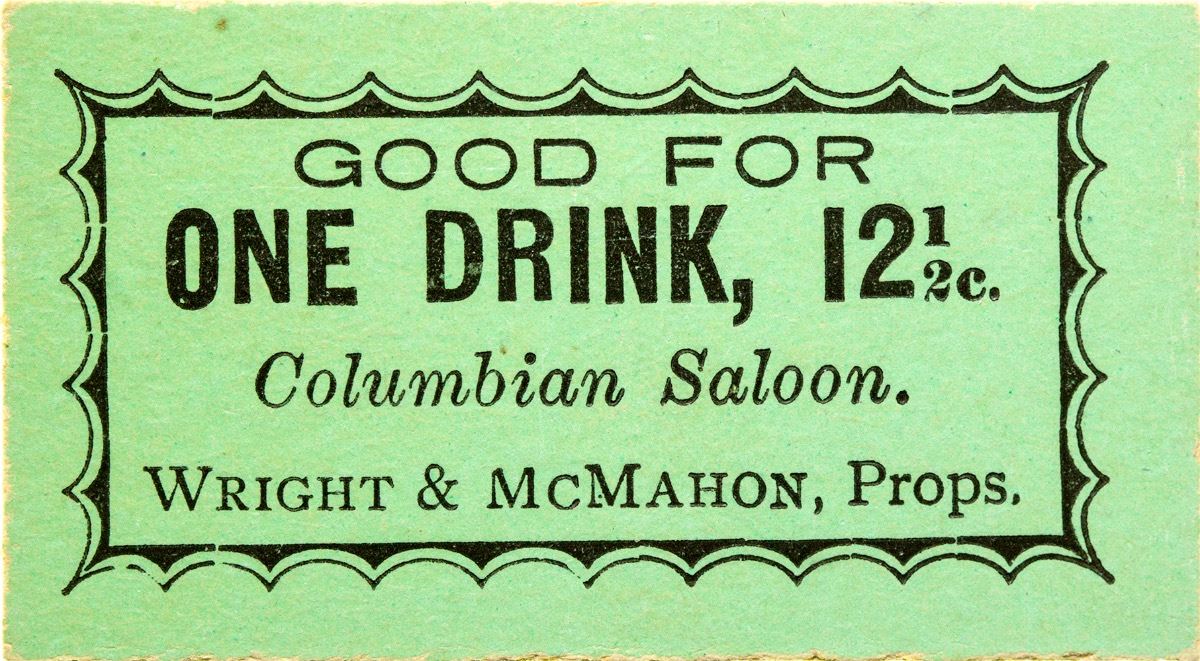 GOOD FOR
ONE DRINK, 12½c.
Columbian Saloon.
WRIGHT & MCMAHON, Props.